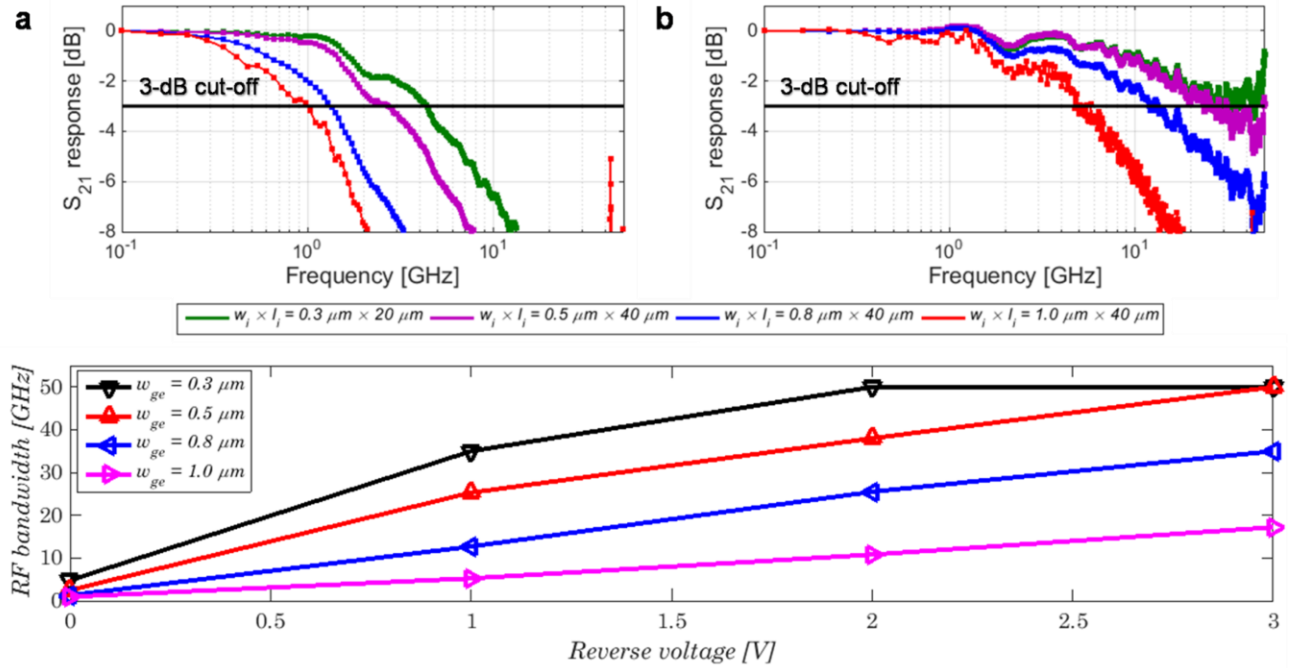 a
S21 response [dB]
0
-2
-4
-6
-8
3-dB cut-off
10-1
100
101
Frequency [GHz]
b
S21 response [dB]
0
-2
-4
-6
-8
3-dB cut-off
10-1
100
101
Frequency [GHz]
wi × li = 0.3 μm × 20 μm wi × li = 0.5 μm × 40 μm wi × li = 0.8 μm × 40 μm wi × li = 1.0 μm × 40 μm
RF bandwidth [GHz]
50
40
30
20
10
0
wge = 0.3 μm
wge = 0.5 μm
wge = 0.8 μm
wge = 1.0 μm
0 0.5 1 1.5 2 2.5 3
Reverse voltage [V]